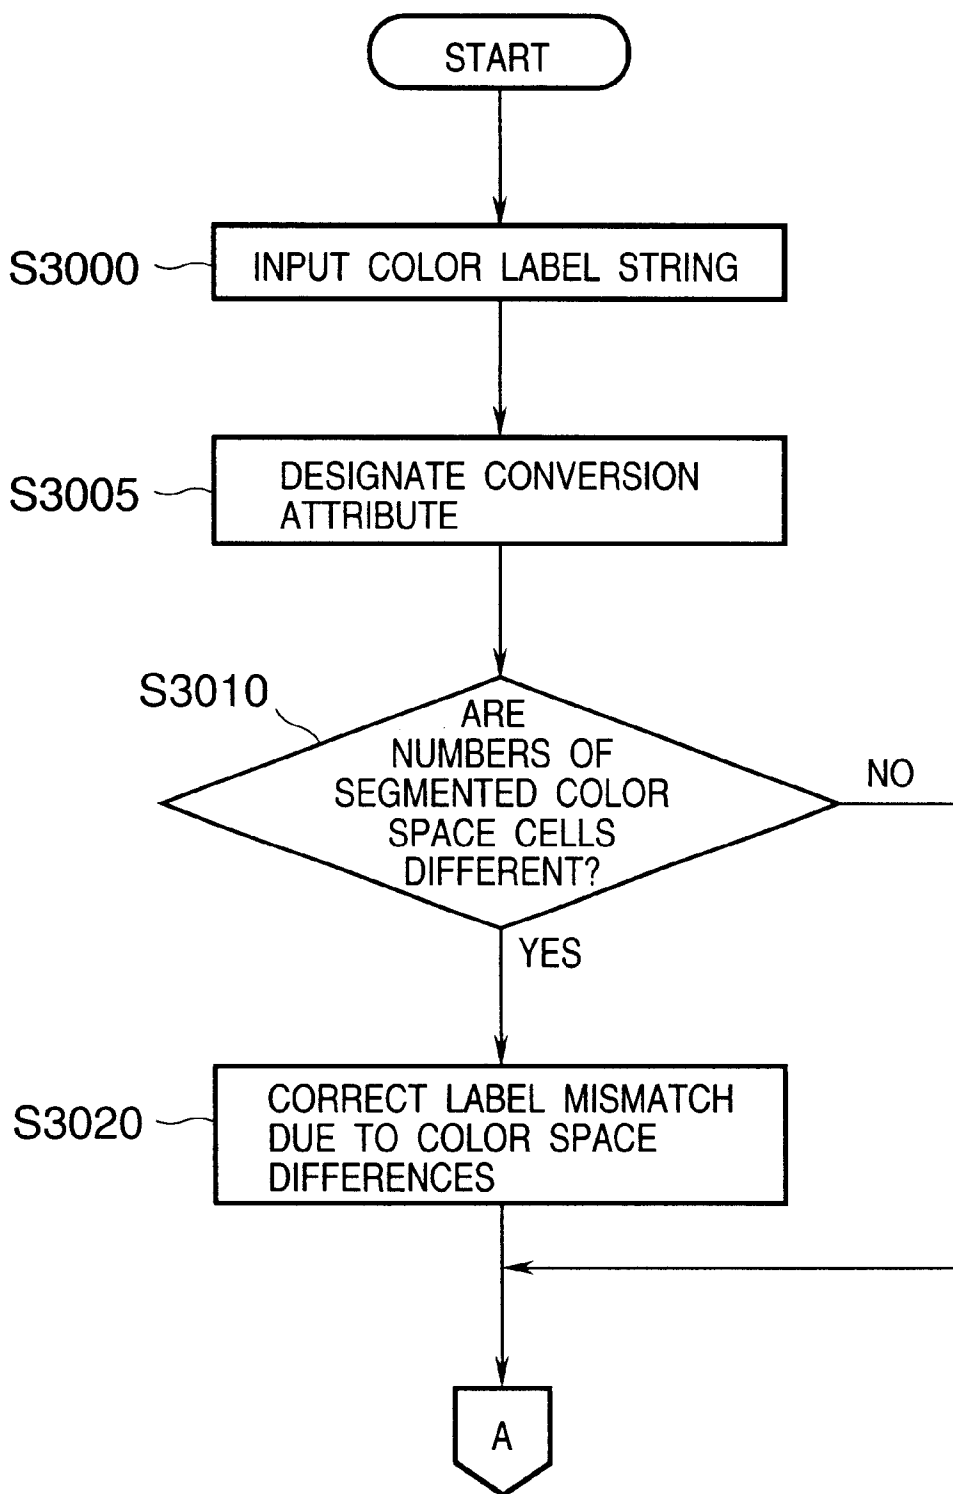 START
S3000
INPUT COLOR LABEL STRING
S3005
DESIGNATE CONVERSION
ATTRIBUTE
S3010
ARE
NUMBERS OF
SEGMENTED COLOR
SPACE CELLS
DIFFERENT?
NO
YES
S3020
CORRECT LABEL MISMATCH
DUE TO COLOR SPACE
DIFFERENCES
A